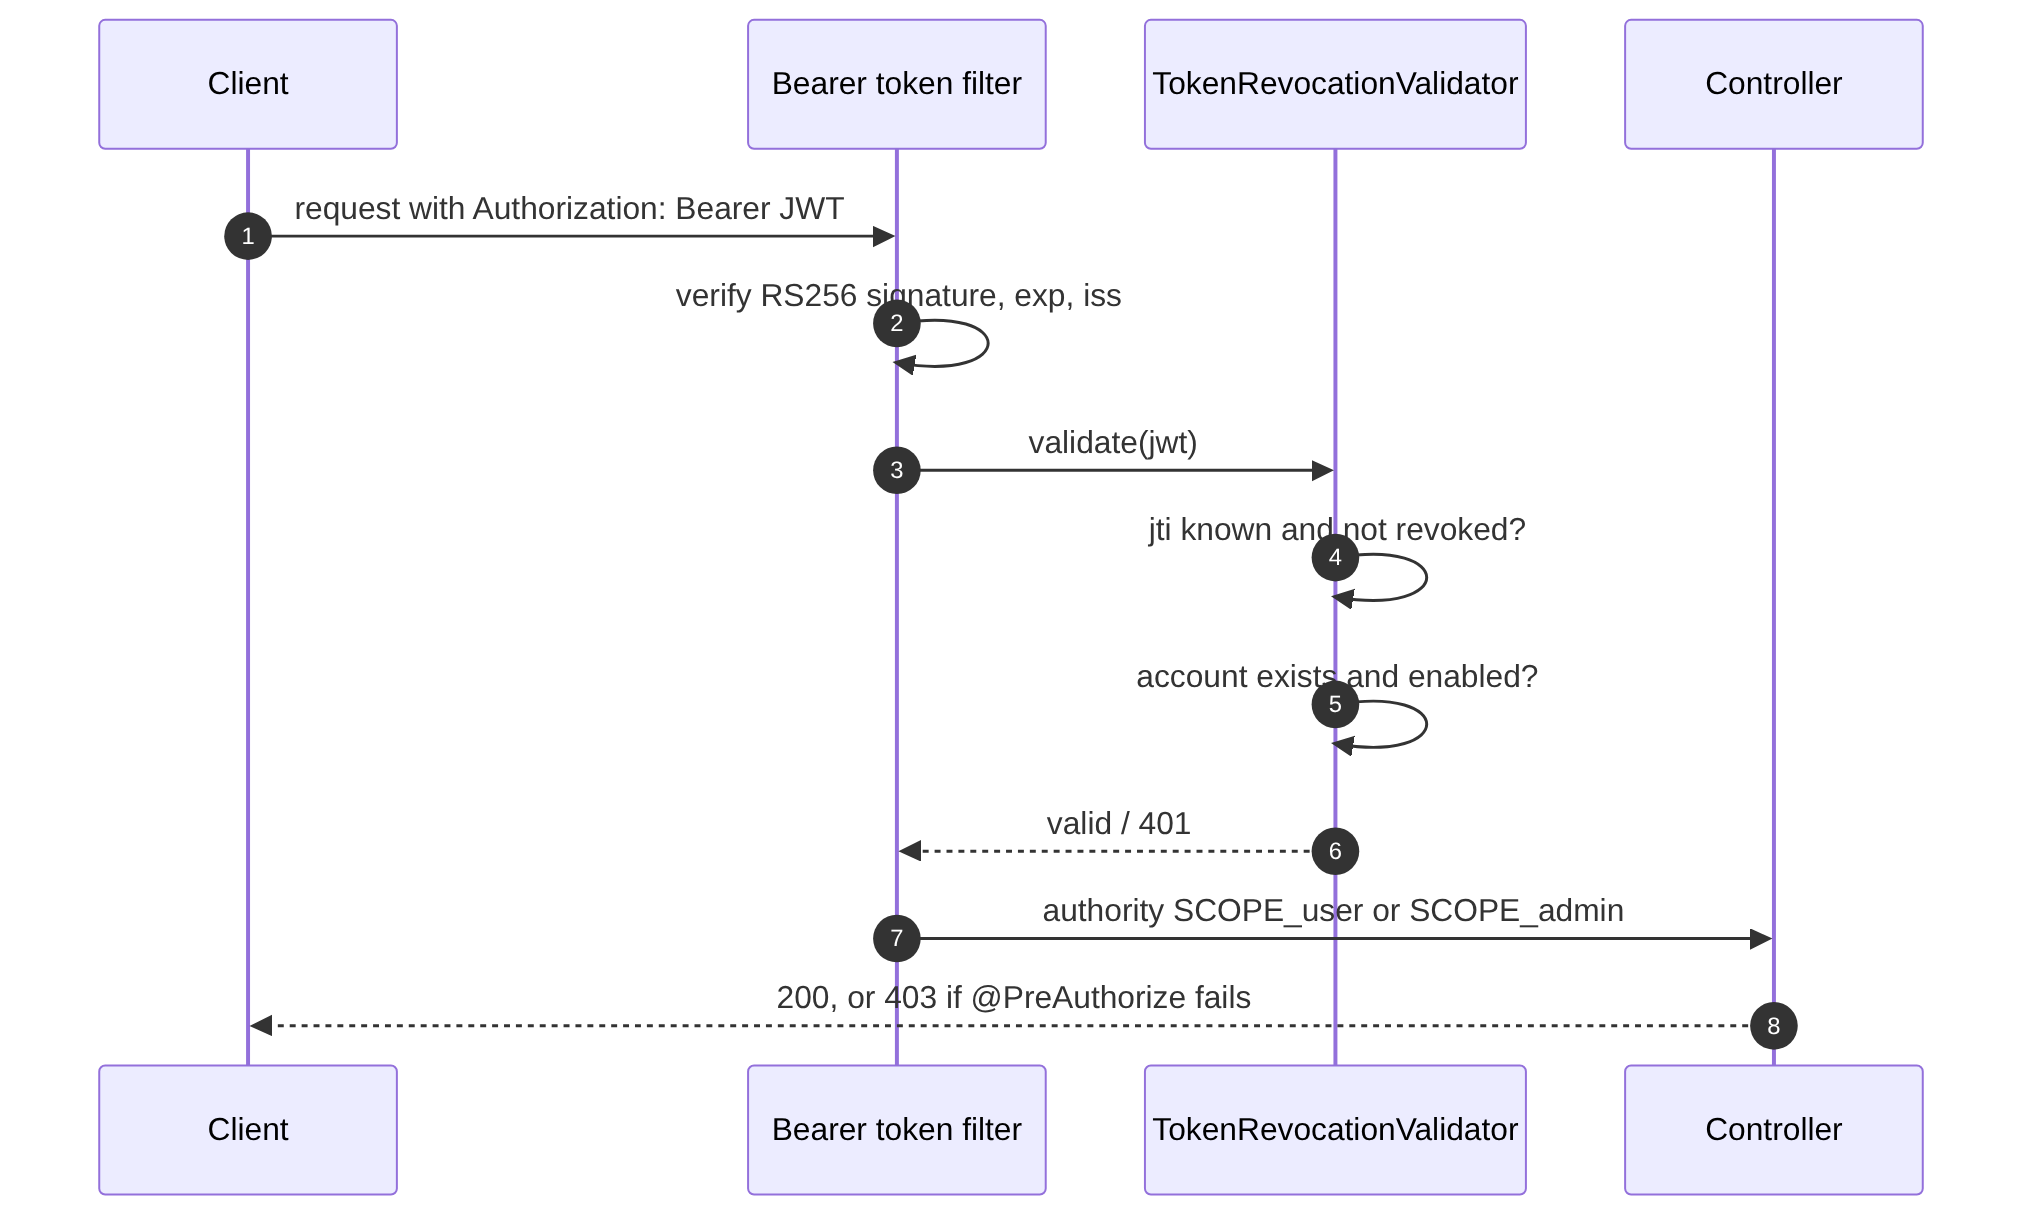 Client
Bearer token filter
TokenRevocationValidator
Controller
request with Authorization: Bearer JWT
1
verify RS256 signature, exp, iss
2
validate(jwt)
3
jti known and not revoked?
4
account exists and enabled?
5
valid / 401
6
authority SCOPE_user or SCOPE_admin
7
200, or 403 if @PreAuthorize fails
8
Client
Bearer token filter
TokenRevocationValidator
Controller